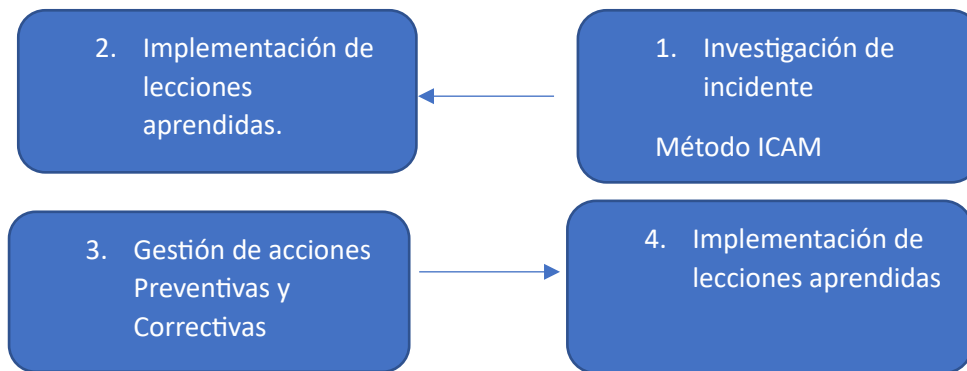 2. Implementación de
lecciones
aprendidas.
1. Investigación de
incidente
Método ICAM
3. Gestión de acciones
Preventivas y
Correctivas
4. Implementación de
lecciones aprendidas